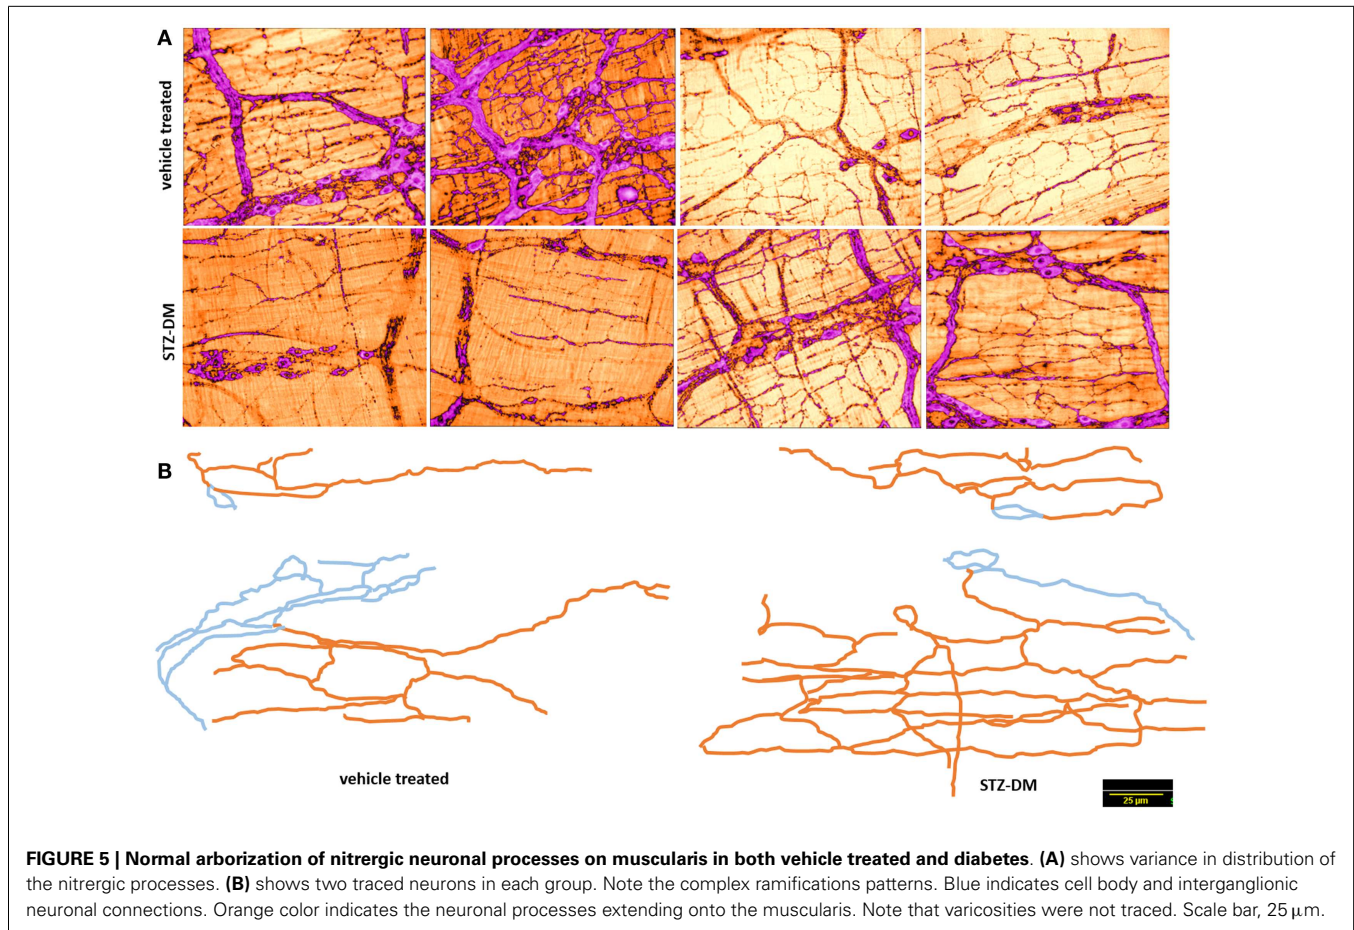 A
vehicle treated
STZ-DM
B
vehicle treated
STZ-DM
25 µm
FIGURE 5 | Normal arborization of nitrergic neuronal processes on muscularis in both vehicle treated and diabetes. (A) shows variance in distribution of
the nitrergic processes. (B) shows two traced neurons in each group. Note the complex ramifications patterns. Blue indicates cell body and interganglionic
neuronal connections. Orange color indicates the neuronal processes extending onto the muscularis. Note that varicosities were not traced. Scale bar, 25 µm.